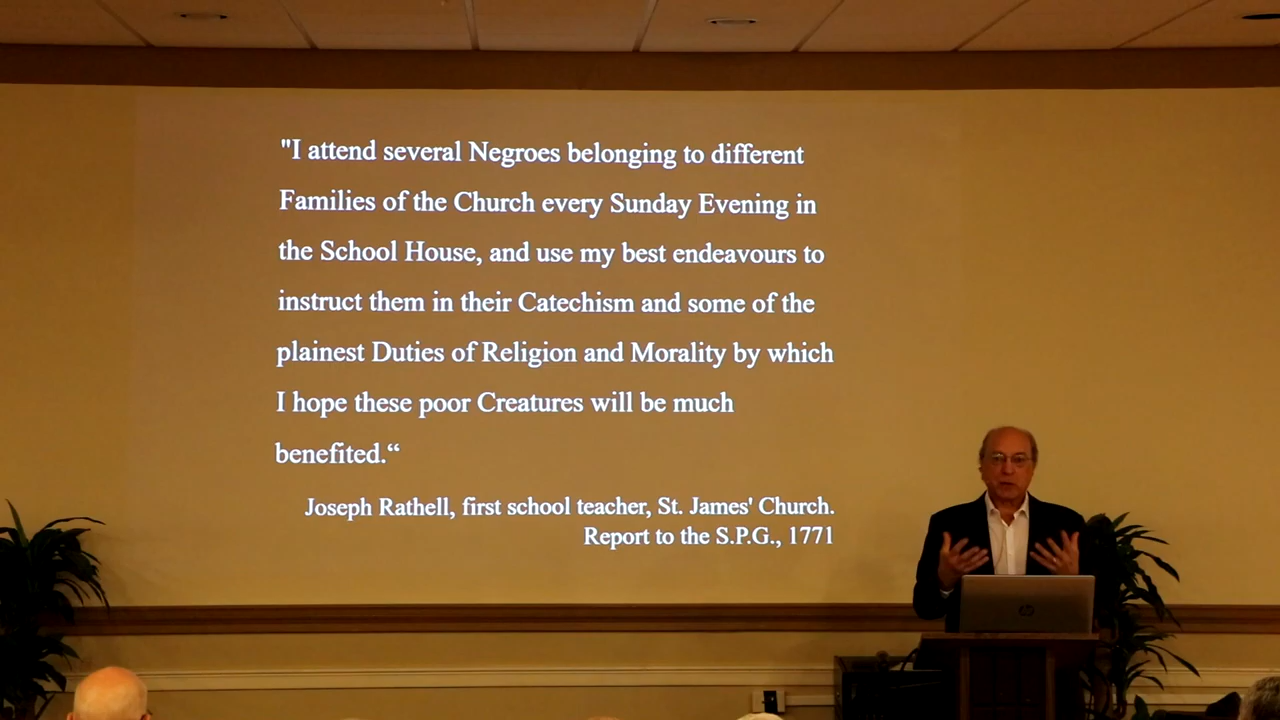 "I attend several Negroes belonging to different
Families of the Church every Sunday Evening in
the School House, and use my best endeavours to
instruct them in their Catechism and some of the
plainest Duties of Religion and Morality by which
I hope these poor Creatures will be much
benefited.“
Joseph Rathell, first school teacher, St. James' Church.
Report to the S.P.G., 1771
hp